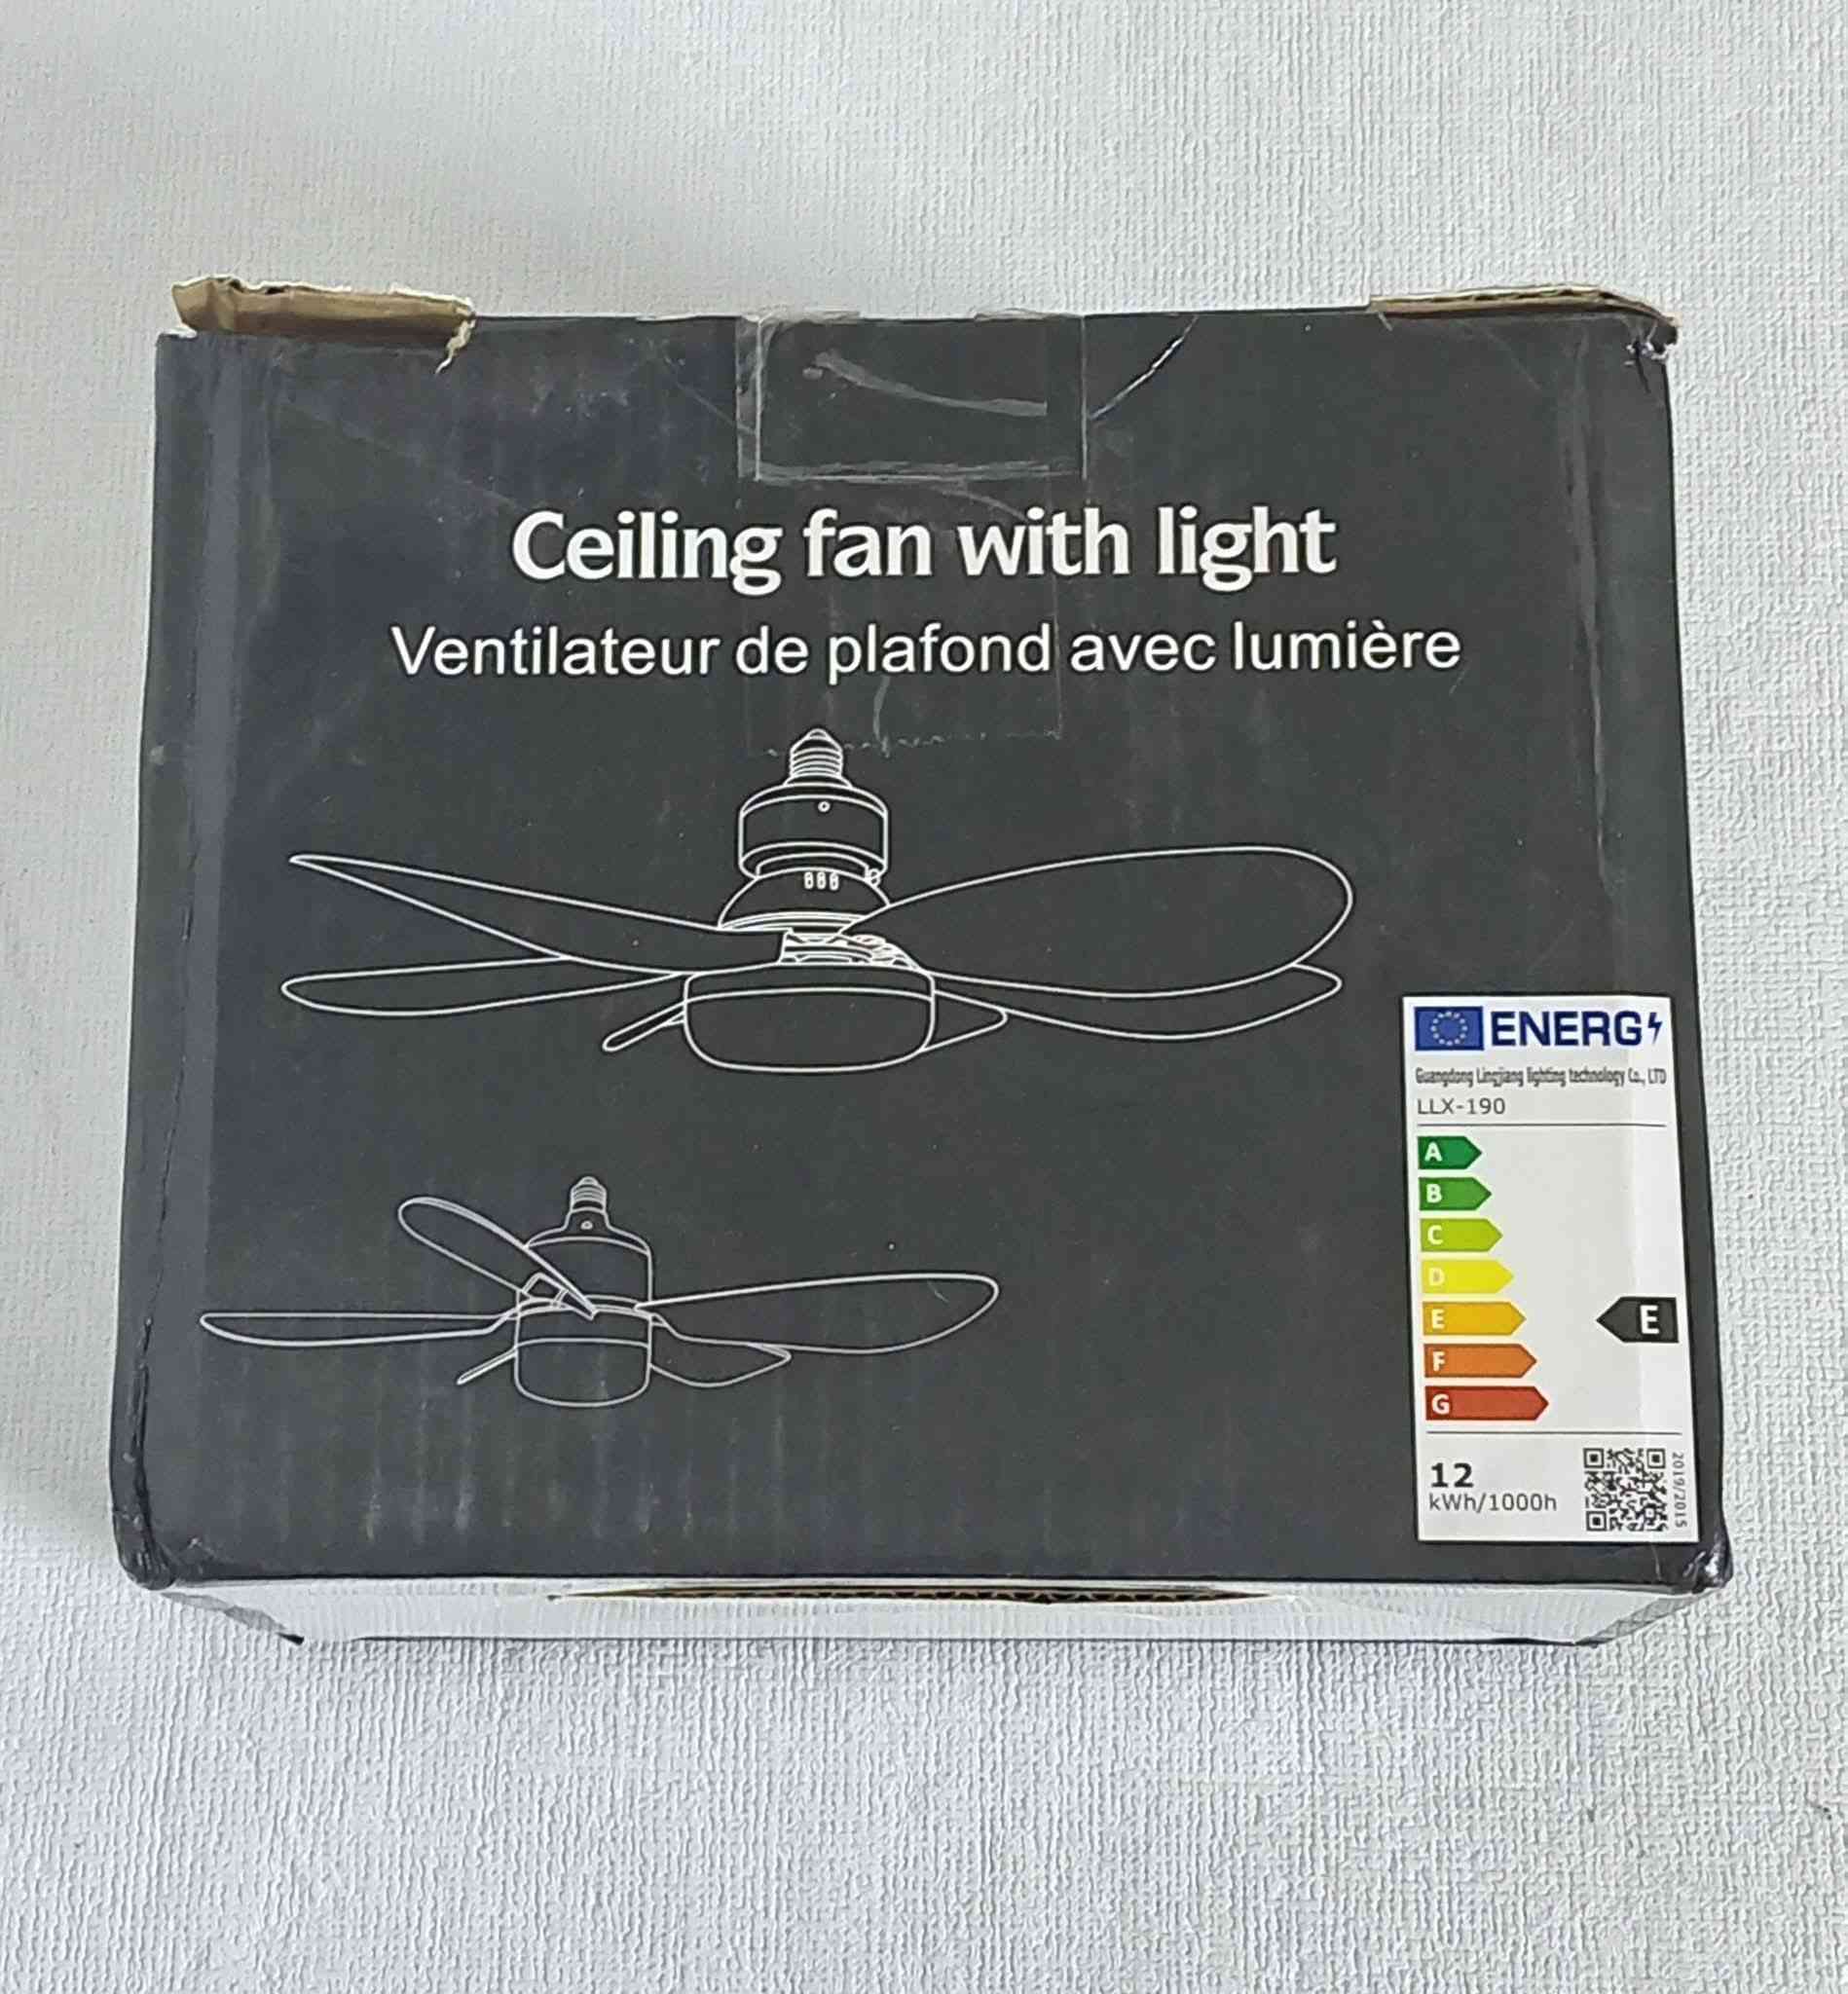 Ceiling fan with light
Ventilateur de plafond avec lumière
ENERG
Guangdong Lingjiang lighting technology Co., LTD
LLX-190
A
B
C
D
E
E
F
G
12
kWh/1000h
2019/2015